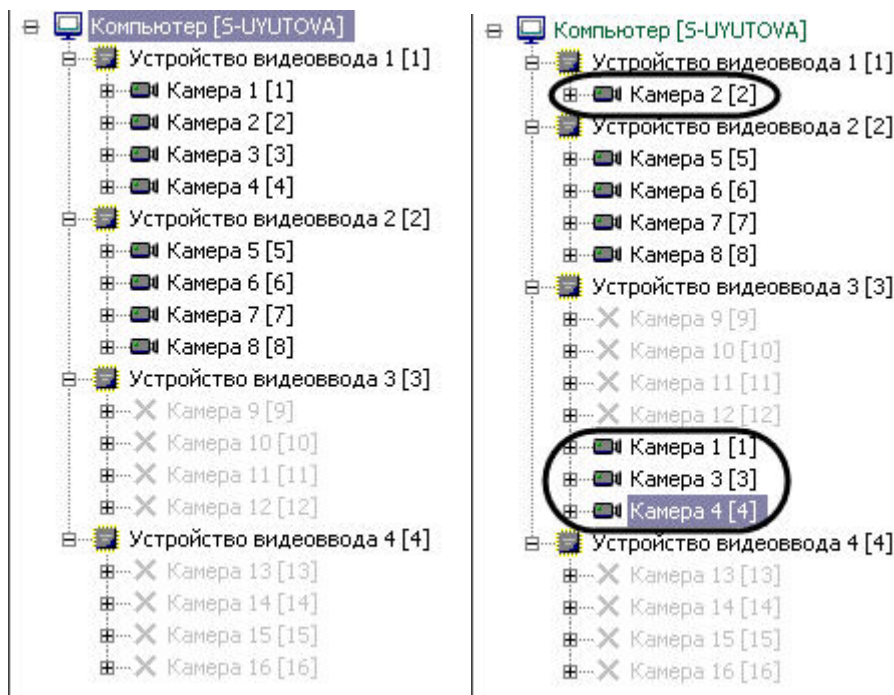 Компьютер [S-UYUTOVA]
Устройство видеоввода 1 [1]
Камера 1 [1]
Камера 2 [2]
Камера 3 [3]
Камера 4 [4]
Устройство видеоввода 2 [2]
Камера 5 [5]
Камера 6 [6]
Камера 7 [7]
Камера 8 [8]
Устройство видеоввода 3 [3]
Камера 9 [9]
Камера 10 [10]
Камера 11 [11]
Камера 12 [12]
Устройство видеоввода 4 [4]
Камера 13 [13]
Камера 14 [14]
Камера 15 [15]
Камера 16 [16]
Компьютер [S-UYUTOVA]
Устройство видеоввода 1 [1]
Камера 2 [2]
Устройство видеоввода 2 [2]
Камера 5 [5]
Камера 6 [6]
Камера 7 [7]
Камера 8 [8]
Устройство видеоввода 3 [3]
Камера 9 [9]
Камера 10 [10]
Камера 11 [11]
Камера 12 [12]
Камера 1 [1]
Камера 3 [3]
Камера 4 [4]
Устройство видеоввода 4 [4]
Камера 13 [13]
Камера 14 [14]
Камера 15 [15]
Камера 16 [16]